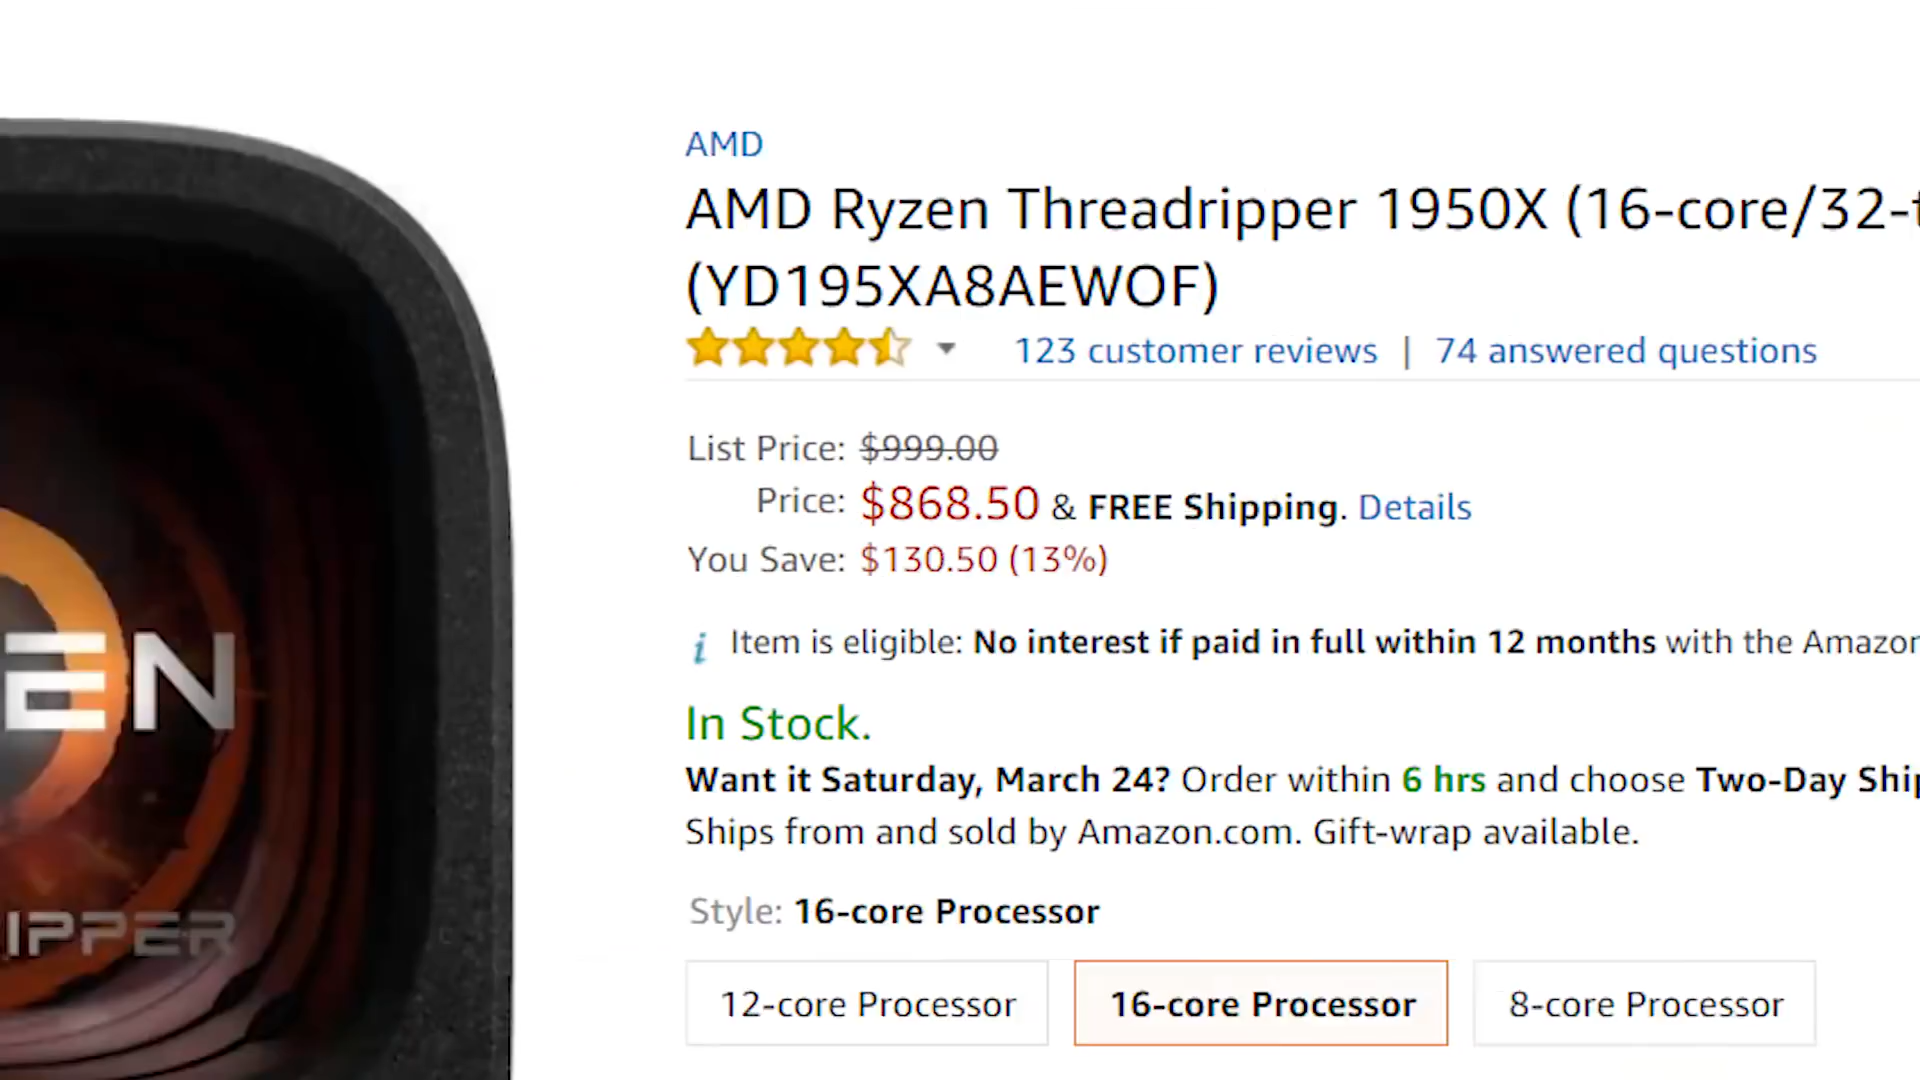 AMD
AMD Ryzen Threadripper 1950X (16-core/32-t
(YD195XA8AEWOF)
123 customer reviews | 74 answered questions
List Price: $999.00
Price: $868.50 & FREE Shipping. Details
You Save: $130.50 (13%)
i Item is eligible: No interest if paid in full within 12 months with the Amazon
In Stock.
Want it Saturday, March 24? Order within 6 hrs and choose Two-Day Ship
Ships from and sold by Amazon.com. Gift-wrap available.
Style: 16-core Processor
12-core Processor
16-core Processor
8-core Processor
EN
IPPER